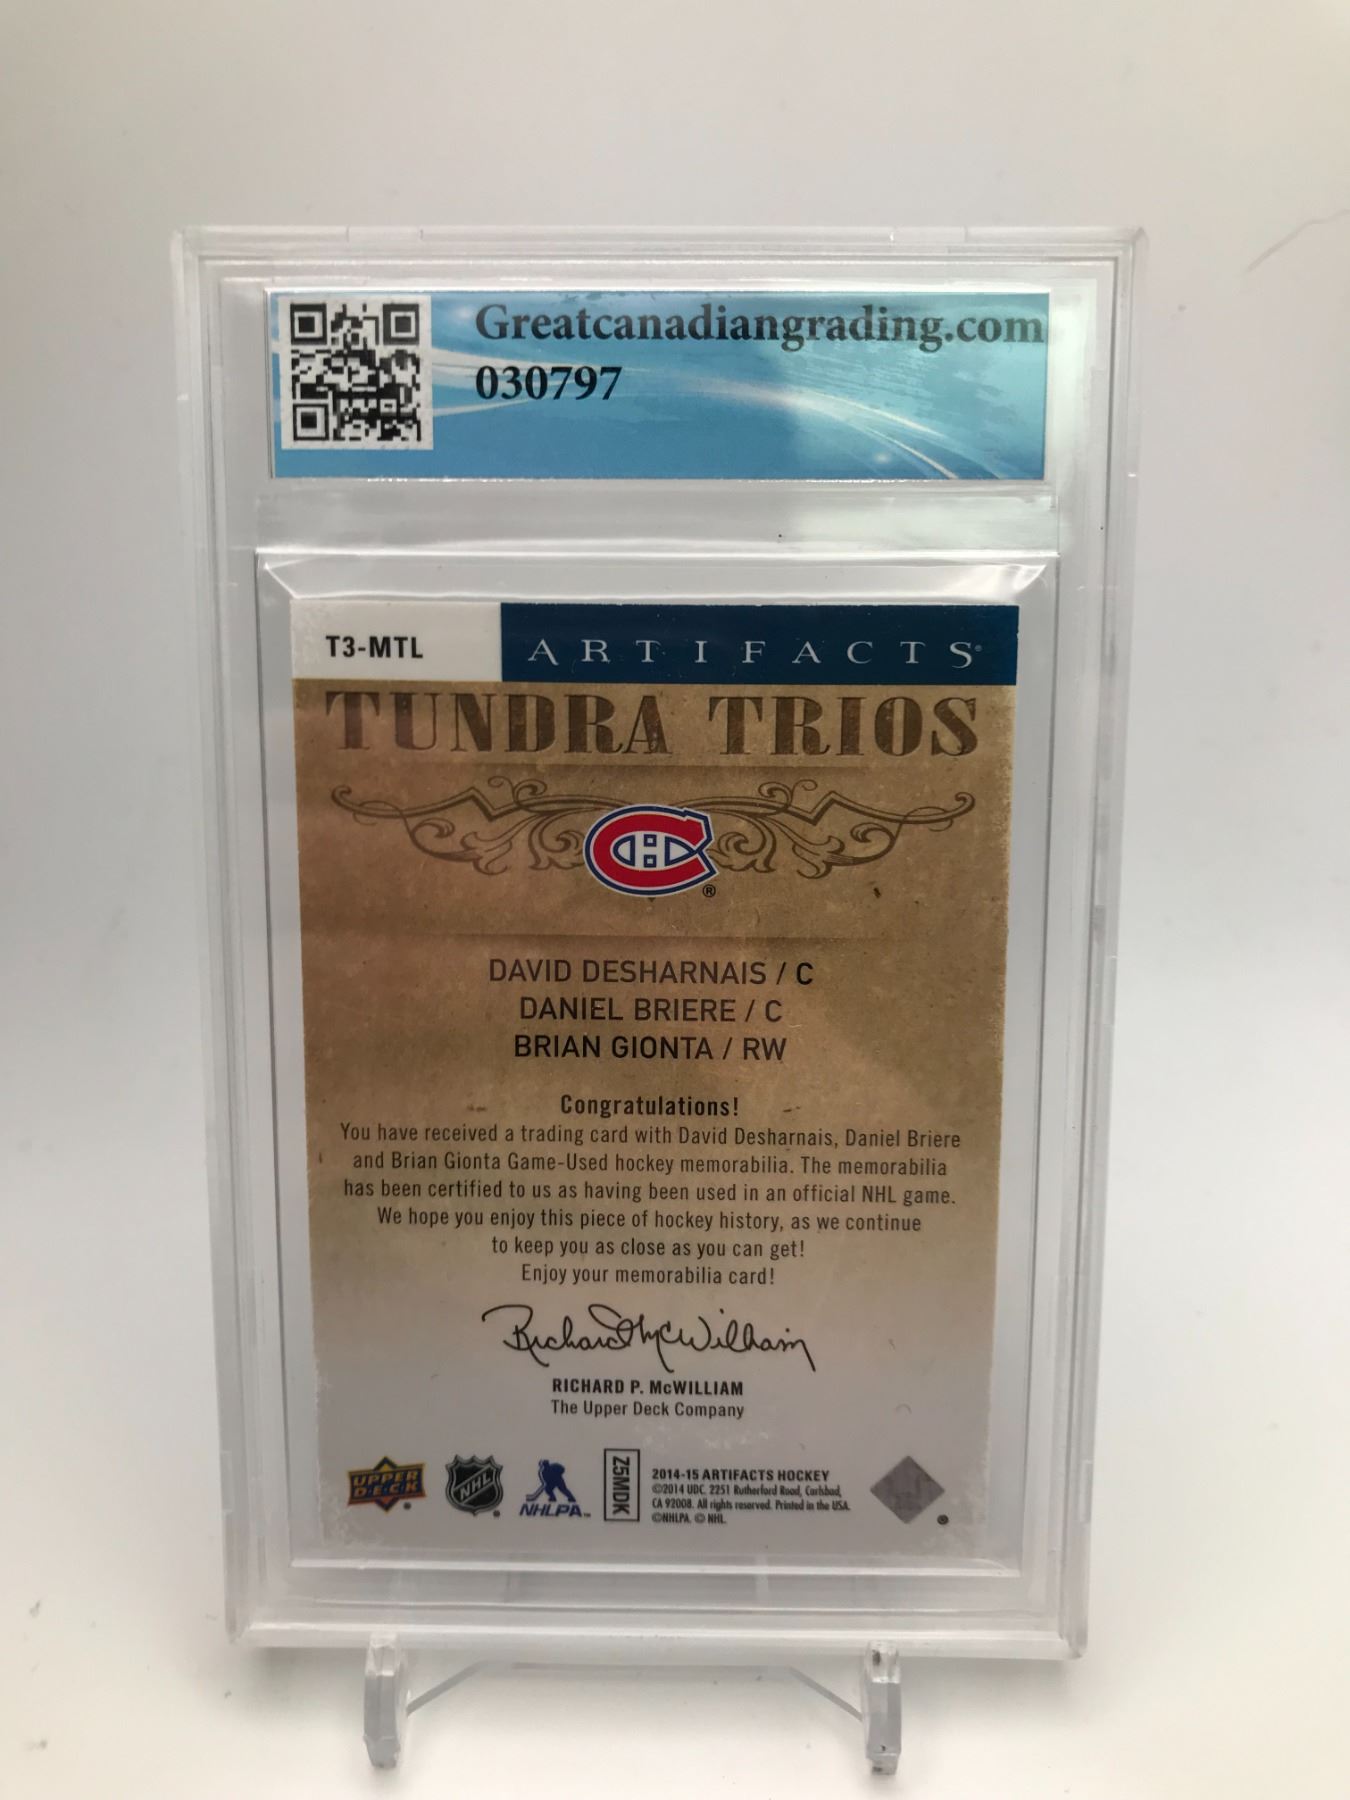 Greatcanadiangrading.com
030797
T3-MTL
ARTIFACTS®
TUNDRA TRIOS
CH
®
DAVID DESHARNAIS / C
DANIEL BRIERE / C
BRIAN GIONTA / RW
Congratulations!
You have received a trading card with David Desharnais, Daniel Briere
and Brian Gionta Game-Used hockey memorabilia. The memorabilia
has been certified to us as having been used in an official NHL game.
We hope you enjoy this piece of hockey history, as we continue
to keep you as close as you can get!
Enjoy your memorabilia card!
Richard McWilliam
RICHARD P. McWILLIAM
The Upper Deck Company
UPPER
DECK®
NHL®
NHLPA™
Z5MDK
2014-15 ARTIFACTS HOCKEY
©2014 UDC. 2251 Rutherford Road, Carlsbad,
CA 92008. All rights reserved. Printed in the USA.
©NHLPA. © NHL.